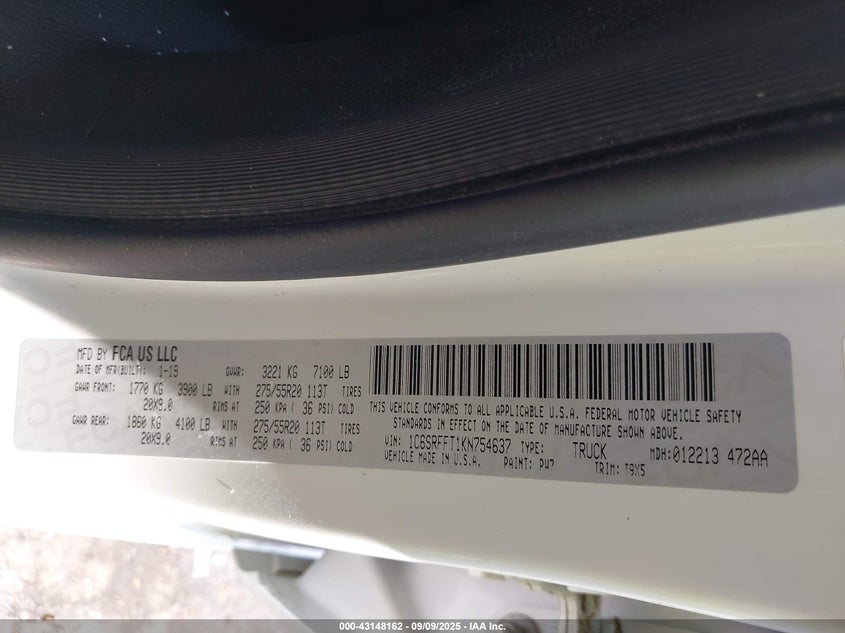 MFD BY FCA US LLC
DATE OF MFR(BUILT): 1-19 GVWR: 3221 KG 7100 LB
GAWR FRONT: 1770 KG 3900 LB WITH 275/55R20 113T TIRES
20X9.0 RIMS AT 250 KPA ( 36 PSI) COLD
GAWR REAR: 1860 KG 4100 LB WITH 275/55R20 113T TIRES
20X9.0 RIMS AT 250 KPA ( 36 PSI) COLD
THIS VEHICLE CONFORMS TO ALL APPLICABLE U.S.A. FEDERAL MOTOR VEHICLE SAFETY
STANDARDS IN EFFECT ON THE DATE OF MANUFACTURE SHOWN ABOVE.
VIN: 1C6SRFFT1KN754637 TYPE: TRUCK MDH:012213 472AA
VEHICLE MADE IN U.S.A. PAINT: PW7 TRIM: T9X5
000-43148162 - 09/09/2025 - IAA Inc.